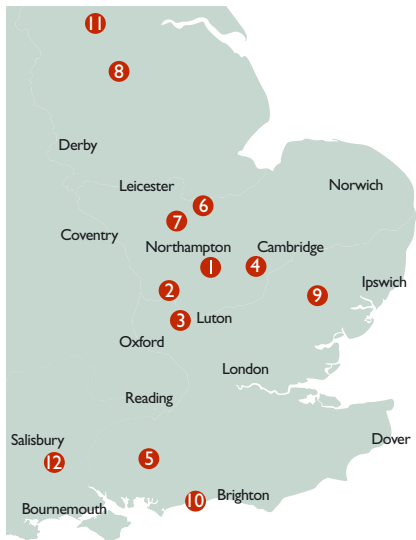 11
8
Derby
Leicester
Norwich
6
7
Coventry
Northampton
Cambridge
1
4
Ipswich
2
9
3
Luton
Oxford
London
Reading
Salisbury
Dover
5
12
Brighton
10
Bournemouth